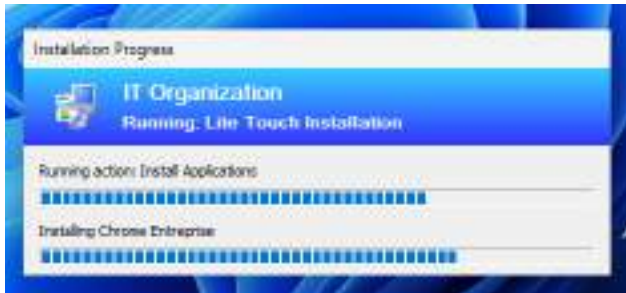 Installation Progress
IT Organization
Running: Lite Touch Installation
Running action: Install Applications
Installing Chrome Entreprise